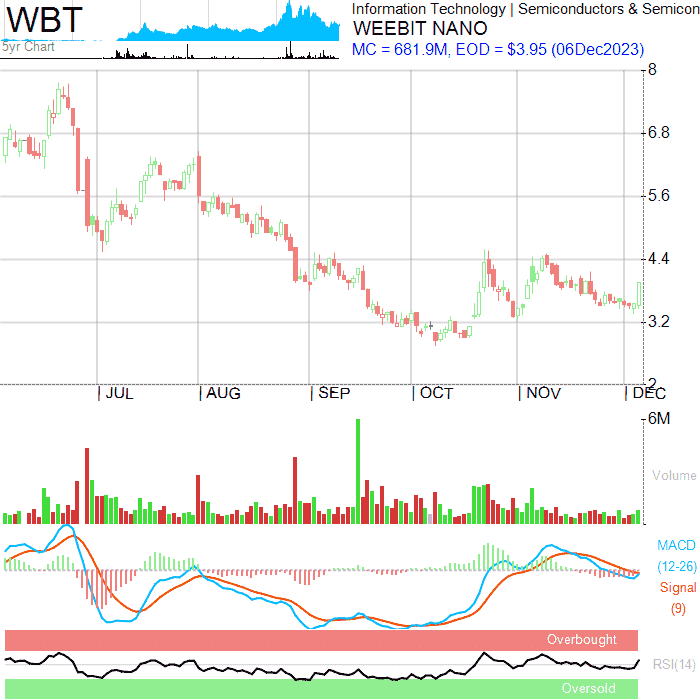 WBT
5yr Chart
Information Technology | Semiconductors & Semicon
WEEBIT NANO
MC = 681.9M, EOD = $3.95 (06Dec2023)
8
6.8
5.6
4.4
3.2
2
| JUL | AUG | SEP | OCT | NOV | DEC
6M
Volume
MACD
(12-26)
Signal
(9)
Overbought
RSI(14)
Oversold